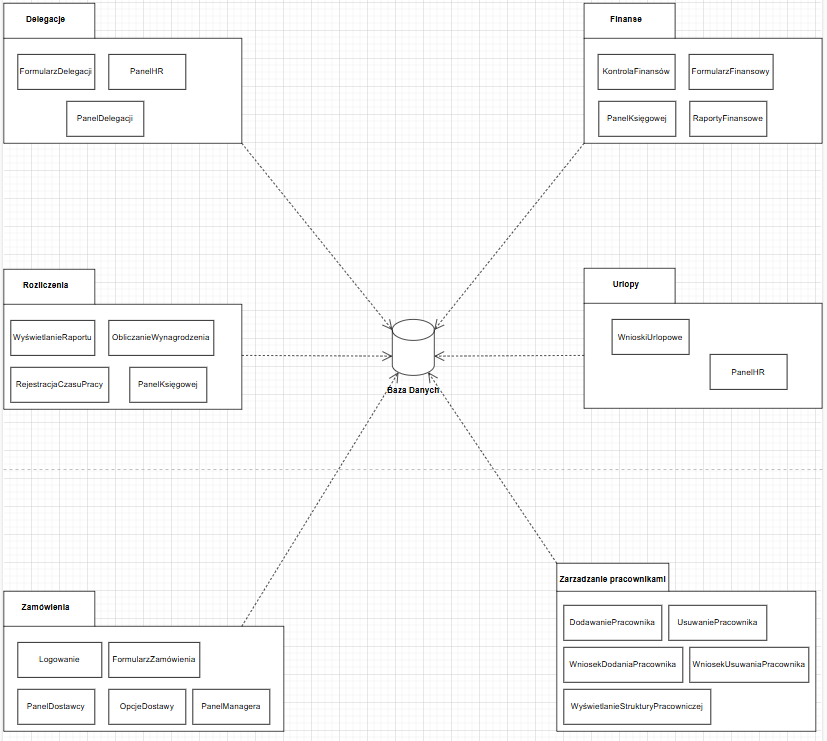 Delegacje
FormularzDelegacji
PanelHR
PanelDelegacji
Finanse
KontrolaFinansów
FormularzFinansowy
PanelKsięgowej
RaportyFinansowe
Rozliczenia
WyświetlanieRaportu
ObliczanieWynagrodzenia
RejestracjaCzasuPracy
PanelKsięgowej
Baza Danych
Urlopy
WnioskiUrlopowe
PanelHR
Zamówienia
Logowanie
FormularzZamówienia
PanelDostawcy
OpcjeDostawy
PanelManagera
Zarzadzanie pracownikami
DodawaniePracownika
UsuwaniePracownika
WniosekDodaniaPracownika
WniosekUsuwaniaPracownika
WyświetlanieStrukturyPracowniczej